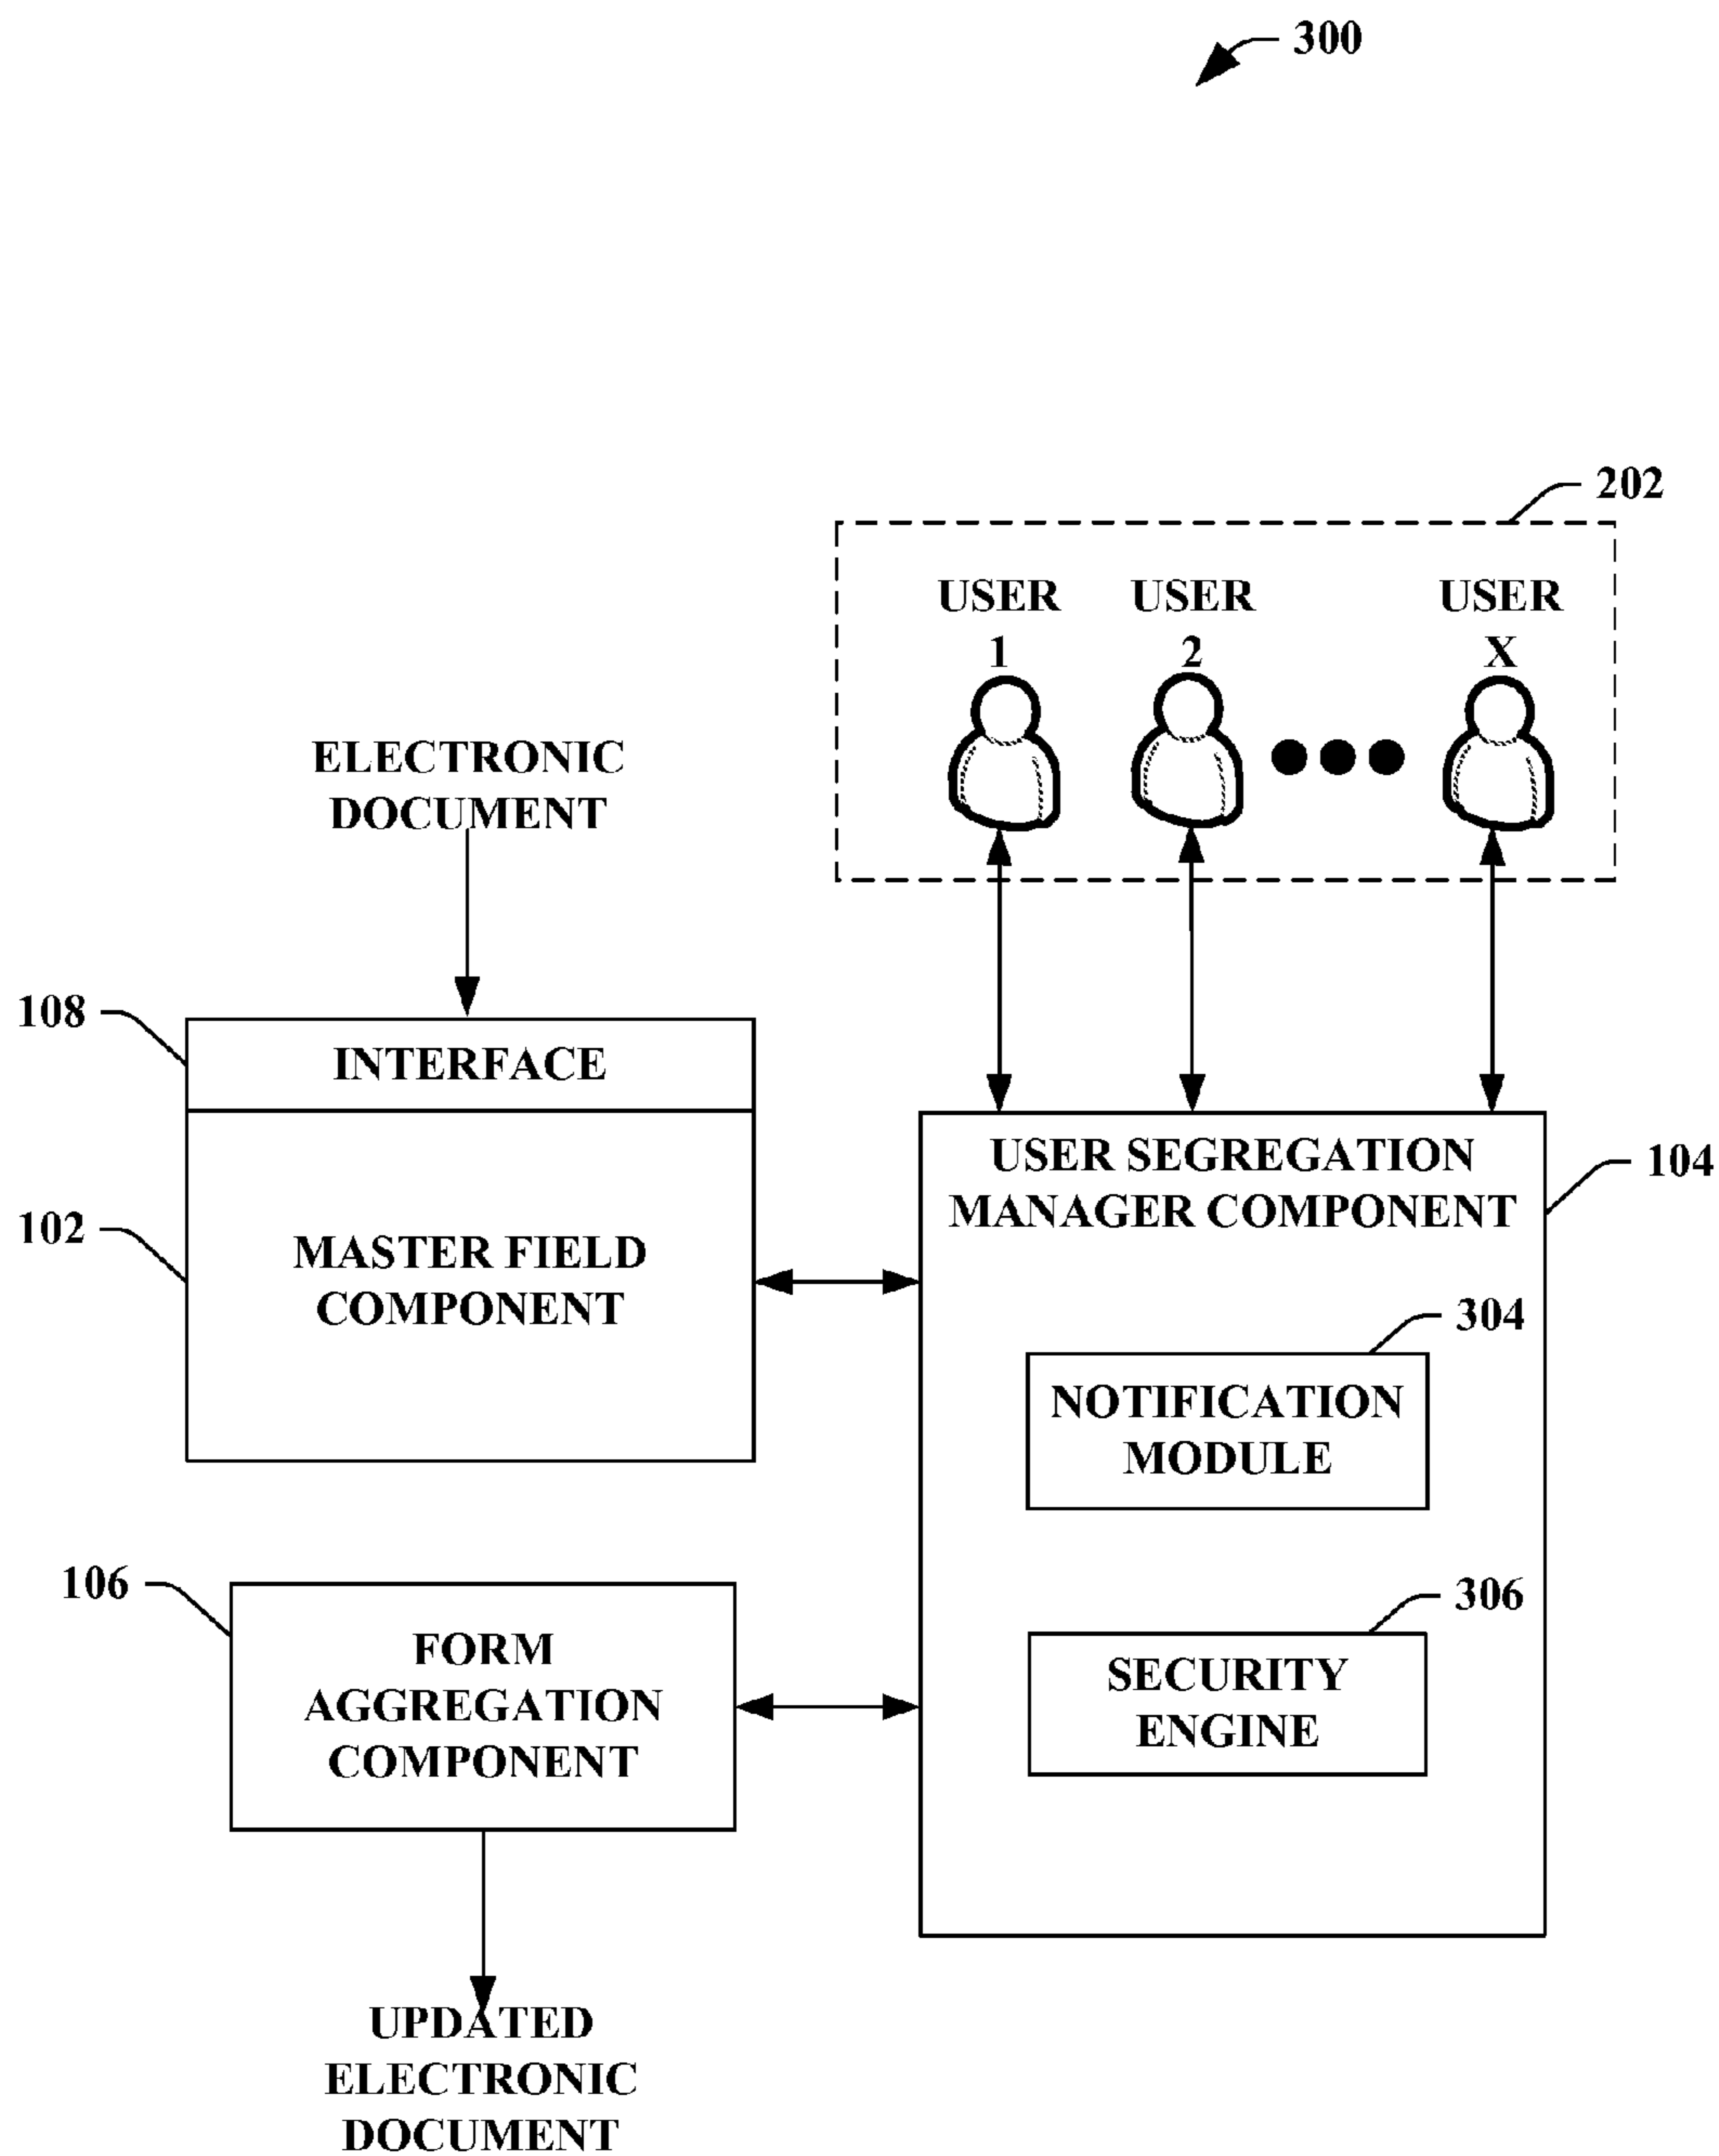 300
202
USER USER USER
1 2 X
ELECTRONIC
DOCUMENT
108
INTERFACE
102
MASTER FIELD
COMPONENT
USER SEGREGATION
MANAGER COMPONENT
104
304
NOTIFICATION
MODULE
306
SECURITY
ENGINE
106
FORM
AGGREGATION
COMPONENT
UPDATED
ELECTRONIC
DOCUMENT